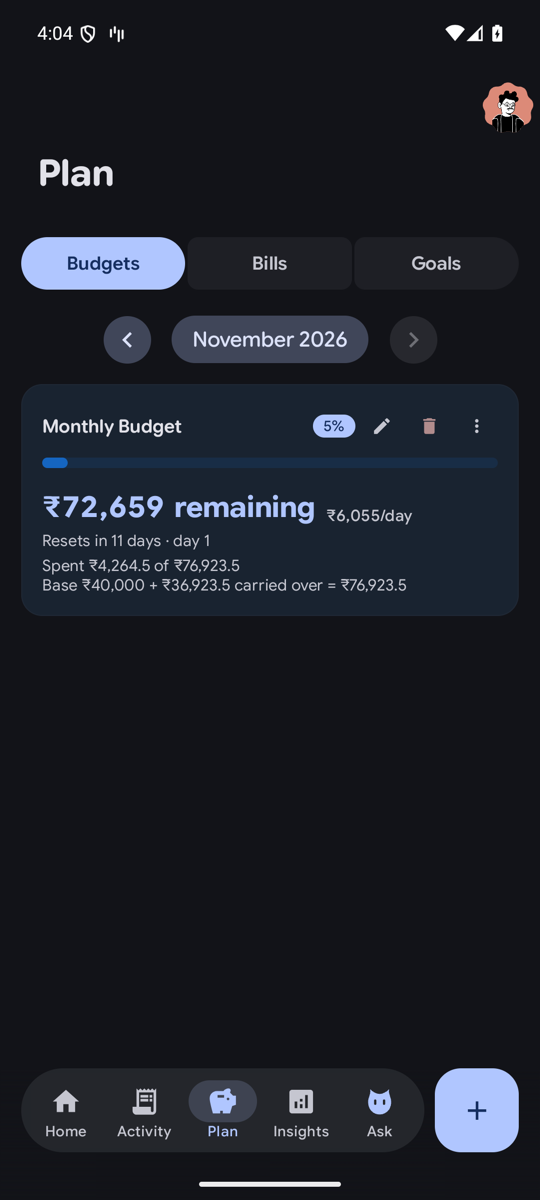 4:04
Plan
Budgets Bills Goals
November 2026
Monthly Budget 5%
₹72,659 remaining ₹6,055/day
Resets in 11 days · day 1
Spent ₹4,264.5 of ₹76,923.5
Base ₹40,000 + ₹36,923.5 carried over = ₹76,923.5
Home Activity Plan Insights Ask